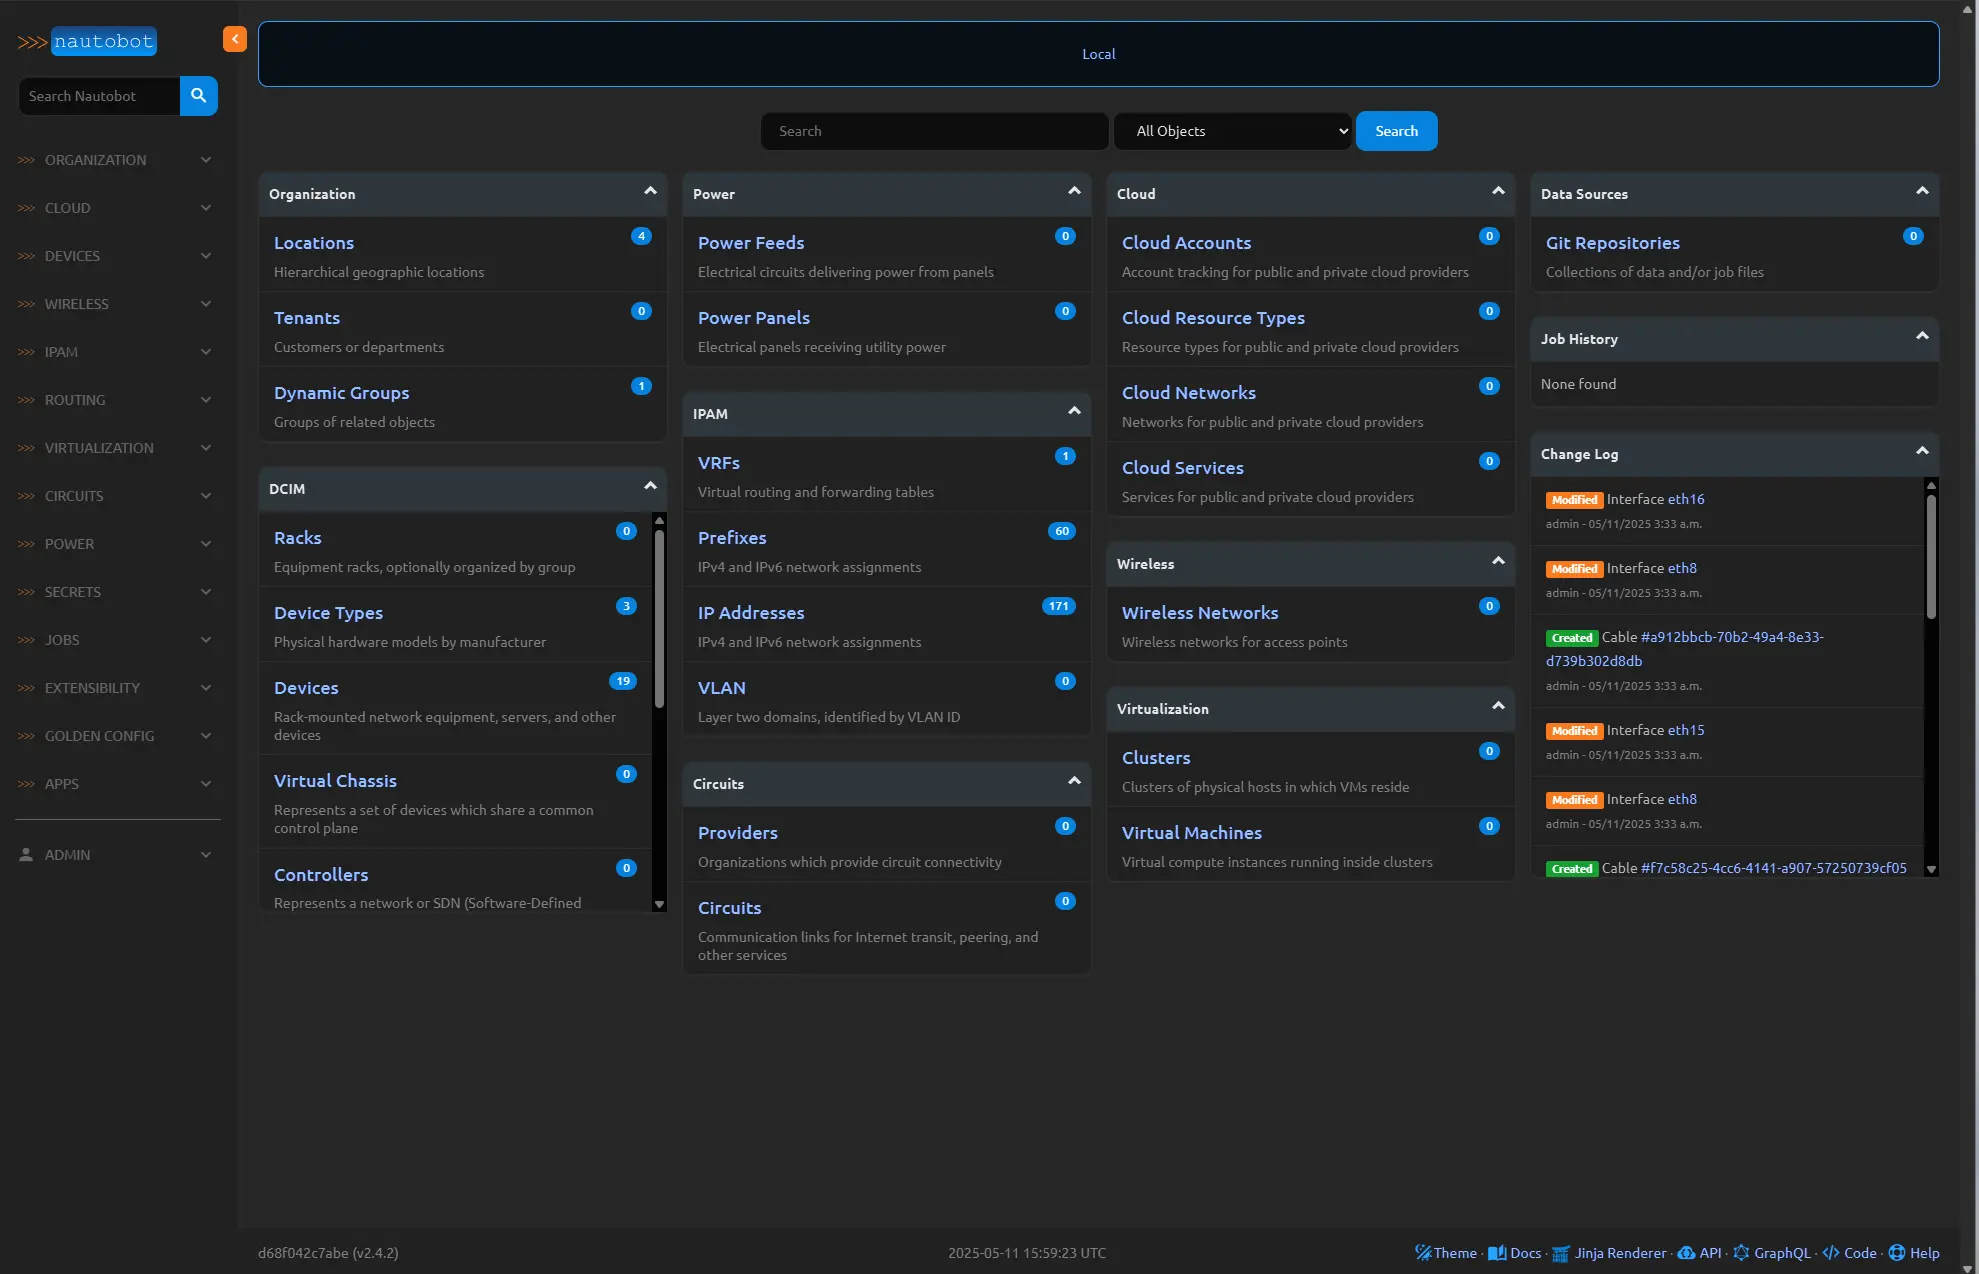 nautobot
Search Nautobot
ORGANIZATION
CLOUD
DEVICES
WIRELESS
IPAM
ROUTING
VIRTUALIZATION
CIRCUITS
POWER
SECRETS
JOBS
EXTENSIBILITY
GOLDEN CONFIG
APPS
ADMIN
Local
Search
All Objects
Search
Organization
Locations 4
Hierarchical geographic locations
Tenants 0
Customers or departments
Dynamic Groups 1
Groups of related objects
DCIM
Racks 0
Equipment racks, optionally organized by group
Device Types 3
Physical hardware models by manufacturer
Devices 19
Rack-mounted network equipment, servers, and other
devices
Virtual Chassis 0
Represents a set of devices which share a common
control plane
Controllers 0
Represents a network or SDN (Software-Defined
Power
Power Feeds 0
Electrical circuits delivering power from panels
Power Panels 0
Electrical panels receiving utility power
IPAM
VRFs 1
Virtual routing and forwarding tables
Prefixes 60
IPv4 and IPv6 network assignments
IP Addresses 171
IPv4 and IPv6 network assignments
VLAN 0
Layer two domains, identified by VLAN ID
Circuits
Providers 0
Organizations which provide circuit connectivity
Circuits 0
Communication links for Internet transit, peering, and
other services
Cloud
Cloud Accounts 0
Account tracking for public and private cloud providers
Cloud Resource Types 0
Resource types for public and private cloud providers
Cloud Networks 0
Networks for public and private cloud providers
Cloud Services 0
Services for public and private cloud providers
Wireless
Wireless Networks 0
Wireless networks for access points
Virtualization
Clusters 0
Clusters of physical hosts in which VMs reside
Virtual Machines 0
Virtual compute instances running inside clusters
Data Sources
Git Repositories 0
Collections of data and/or job files
Job History
None found
Change Log
Modified Interface eth16
admin - 05/11/2025 3:33 a.m.
Modified Interface eth8
admin - 05/11/2025 3:33 a.m.
Created Cable #a912bbcb-70b2-49a4-8e33-
d739b302d8db
admin - 05/11/2025 3:33 a.m.
Modified Interface eth15
admin - 05/11/2025 3:33 a.m.
Modified Interface eth8
admin - 05/11/2025 3:33 a.m.
Created Cable #f7c58c25-4cc6-4141-a907-57250739cf05
d68f042c7abe (v2.4.2)
2025-05-11 15:59:23 UTC
Theme · Docs · Jinja Renderer · API · GraphQL · Code · Help